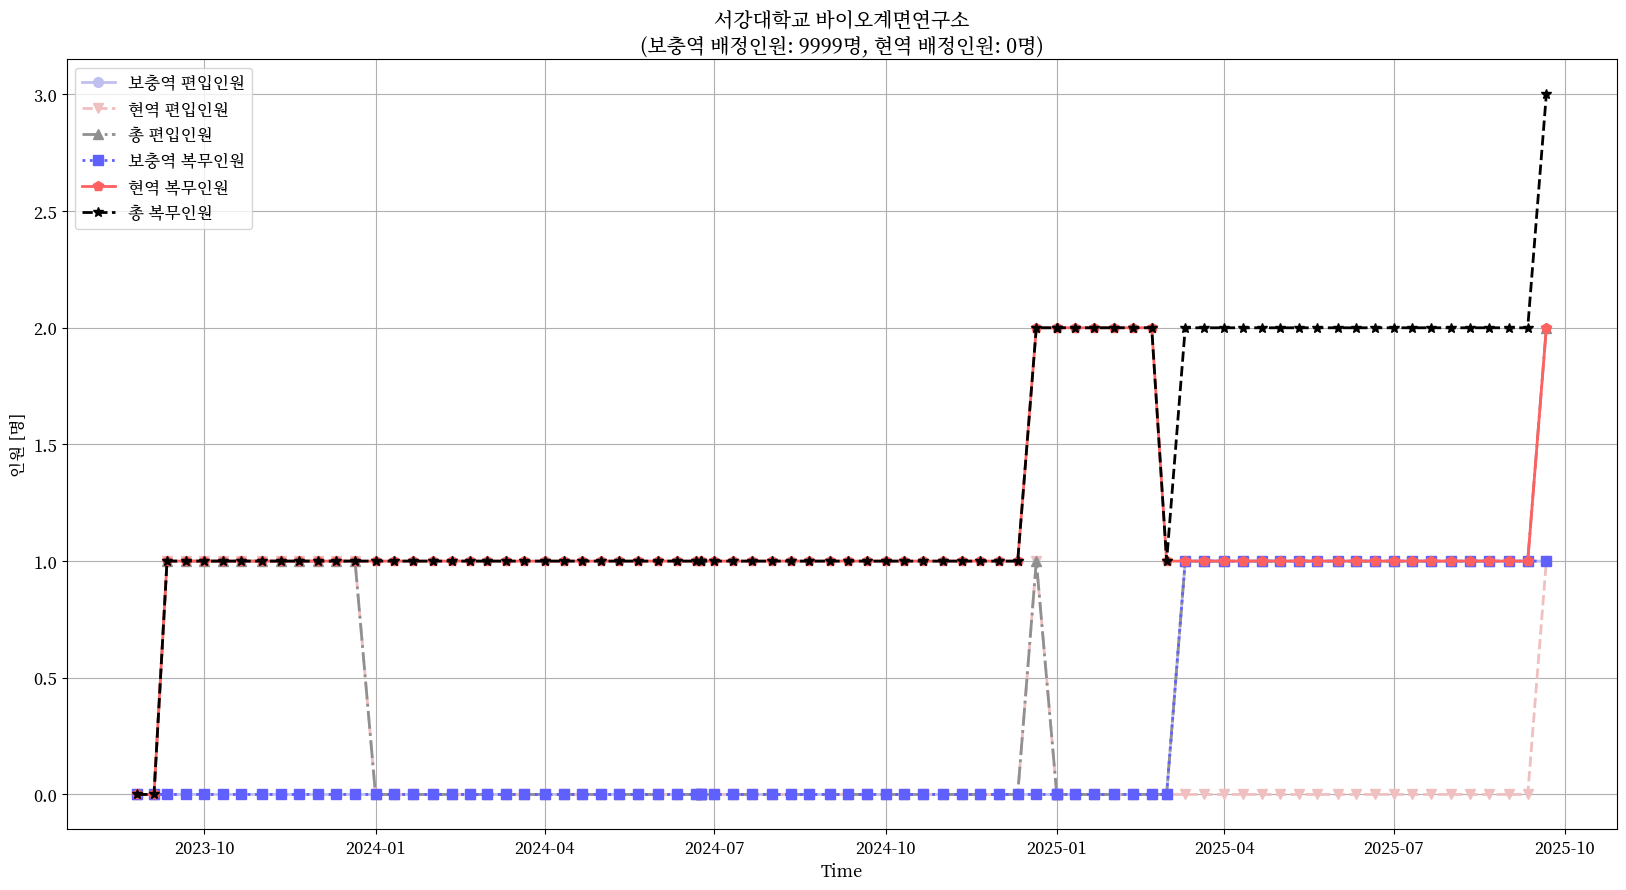 서강대학교 바이오계면연구소
(보충역 배정인원: 9999명, 현역 배정인원: 0명)
보충역 편입인원
현역 편입인원
총 편입인원
보충역 복무인원
현역 복무인원
총 복무인원
3.0
2.5
2.0
1.5
1.0
0.5
0.0
인원 [명]
2023-10
2024-01
2024-04
2024-07
2024-10
2025-01
2025-04
2025-07
2025-10
Time